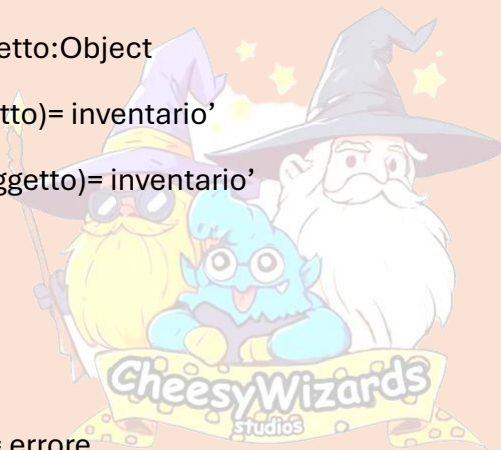 etto:Object
tto)= inventario’
ggetto)= inventario’
CheesyWizards
studios
errore